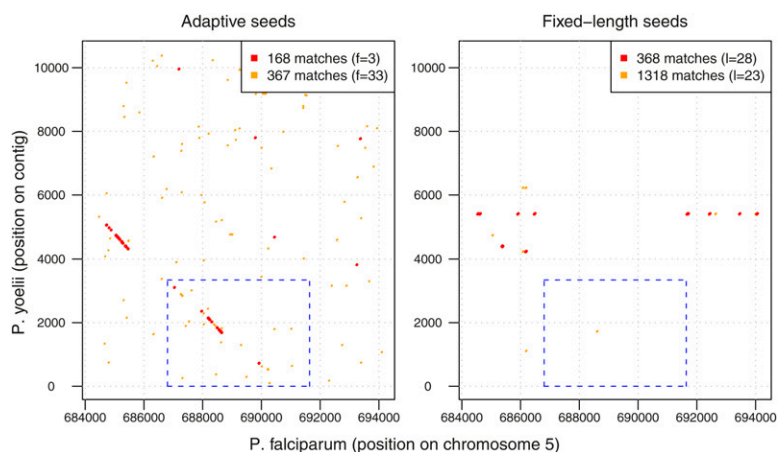 Adaptive seeds
Fixed−length seeds
168 matches (f=3)
367 matches (f=33)
368 matches (l=28)
1318 matches (l=23)
P. yoelii (position on contig)
10000
8000
6000
4000
2000
0
684000 686000 688000 690000 692000 694000
10000
8000
6000
4000
2000
0
684000 686000 688000 690000 692000 694000
P. falciparum (position on chromosome 5)